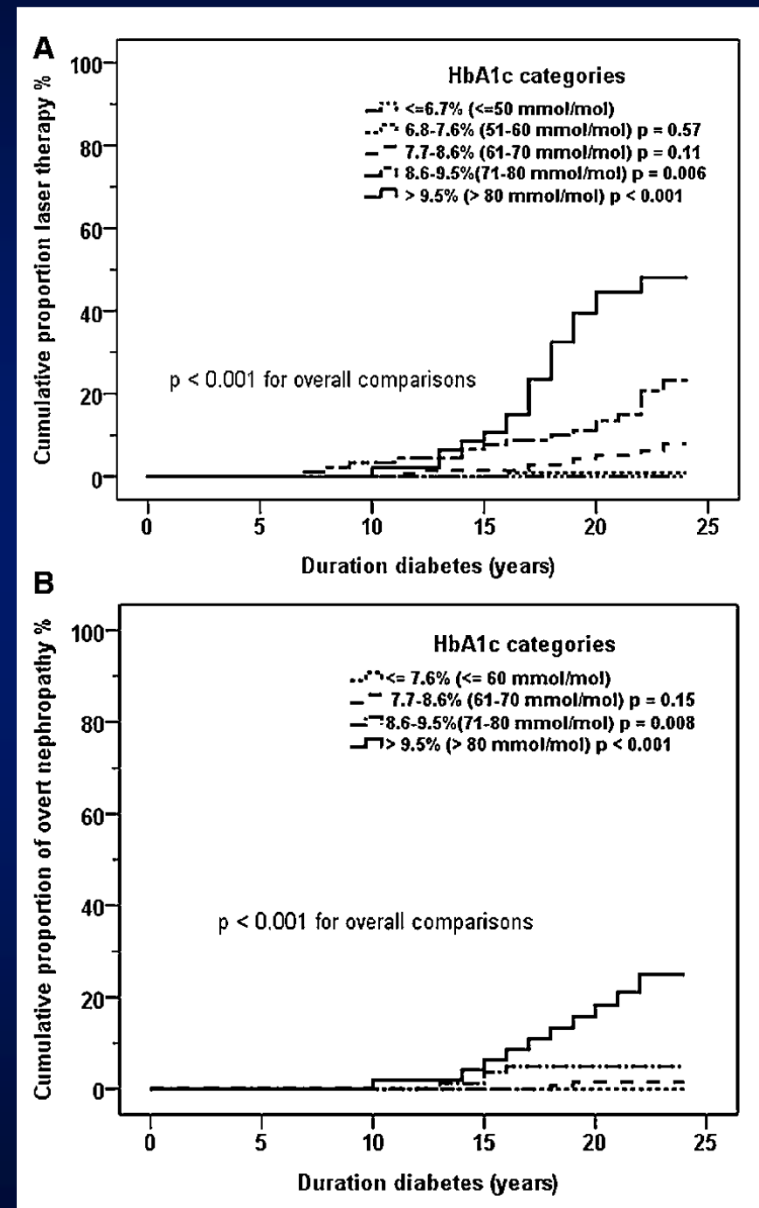 A
HbA1c categories
<=6.7% (<=50 mmol/mol)
6.8-7.6% (51-60 mmol/mol) p = 0.57
7.7-8.6% (61-70 mmol/mol) p = 0.11
8.6-9.5%(71-80 mmol/mol) p = 0.006
> 9.5% (> 80 mmol/mol) p < 0.001
Cumulative proportion laser therapy %
100
80
60
40
20
0
p < 0.001 for overall comparisons
0 5 10 15 20 25
Duration diabetes (years)
B
HbA1c categories
<= 7.6% (<= 60 mmol/mol)
7.7-8.6% (61-70 mmol/mol) p = 0.15
8.6-9.5%(71-80 mmol/mol) p = 0.008
> 9.5% (> 80 mmol/mol) p < 0.001
Cumulative proportion of overt nephropathy %
100
80
60
40
20
0
p < 0.001 for overall comparisons
0 5 10 15 20 25
Duration diabetes (years)